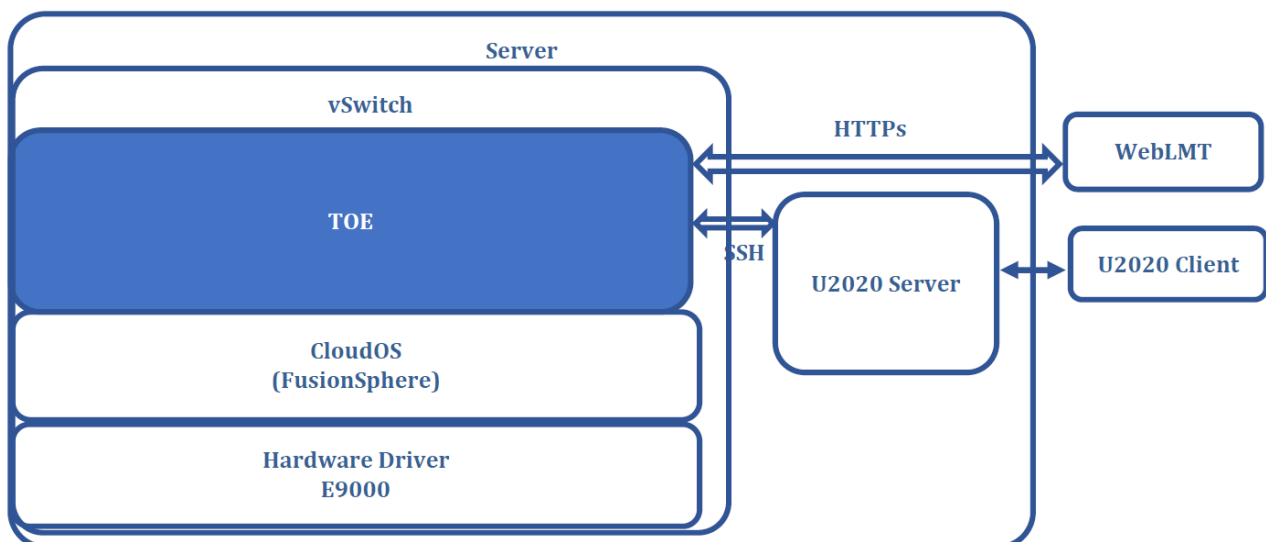 Server
vSwitch
HTTPs
WebLMT
TOE
SSH
U2020 Server
U2020 Client
CloudOS
(FusionSphere)
Hardware Driver
E9000